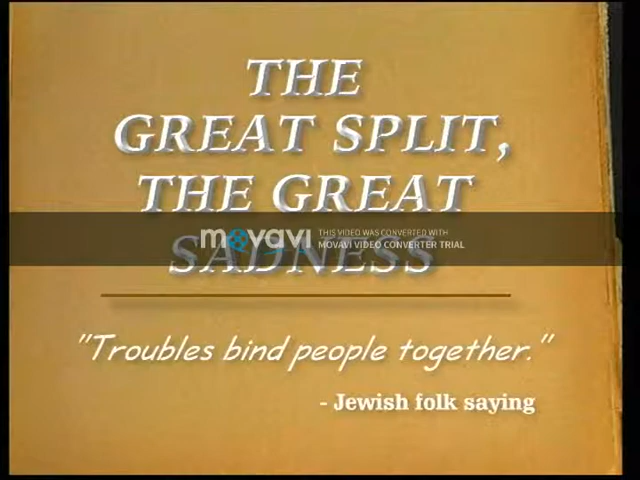 THE
GREAT SPLIT,
THE GREAT
SADNESS
movavi
THIS VIDEO WAS CONVERTED WITH
MOVAVI VIDEO CONVERTER TRIAL
"Troubles bind people together."
- Jewish folk saying